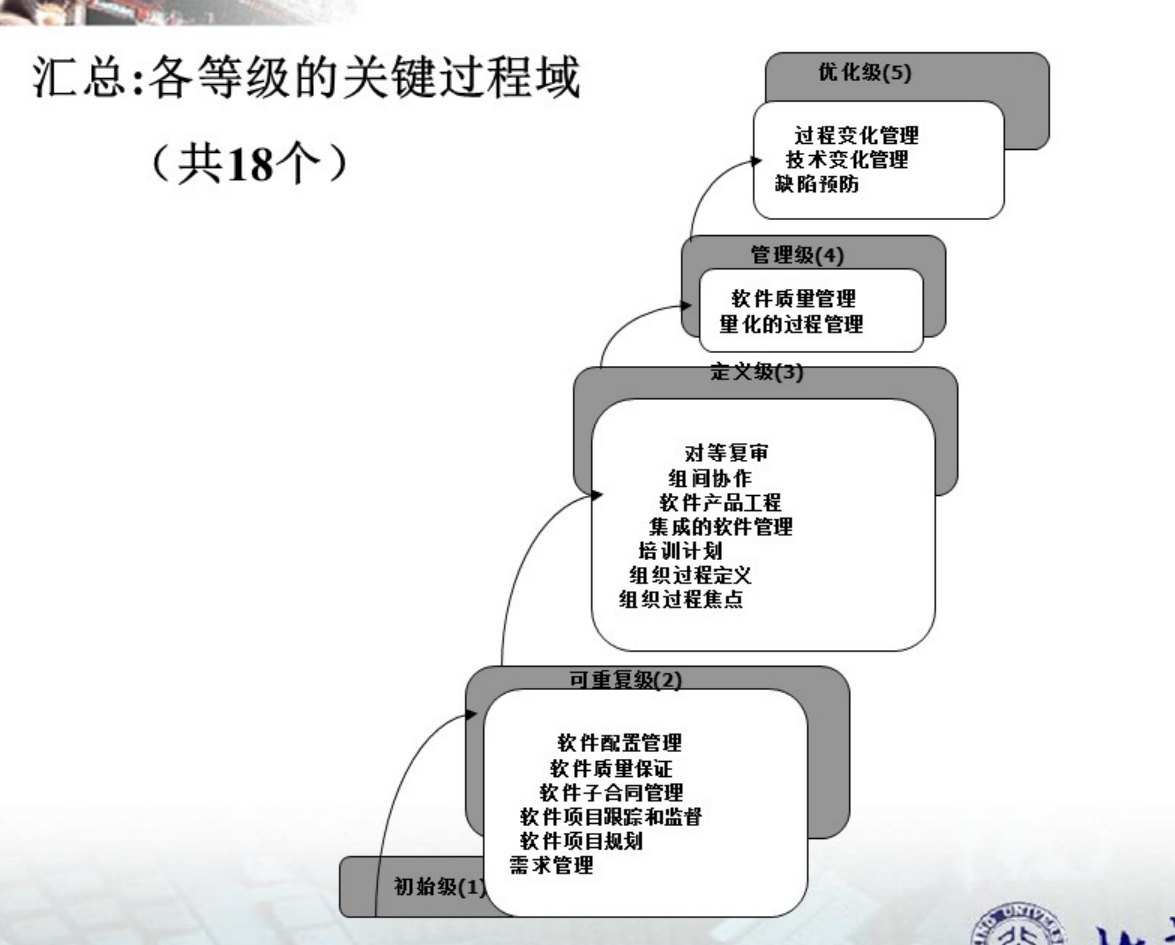 汇总:各等级的关键过程域
（共18个）
优化级(5)
过程变化管理
技术变化管理
缺陷预防
管理级(4)
软件质量管理
量化的过程管理
定义级(3)
对等复审
组间协作
软件产品工程
集成的软件管理
培训计划
组织过程定义
组织过程焦点
可重复级(2)
软件配置管理
软件质量保证
软件子合同管理
软件项目跟踪和监督
软件项目规划
需求管理
初始级(1)